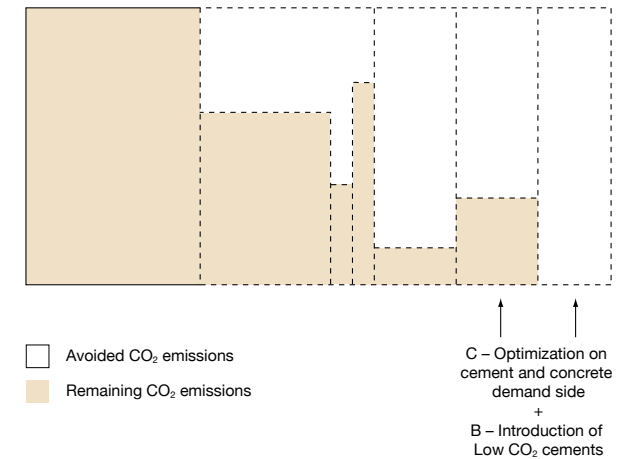 Avoided CO₂ emissions
Remaining CO₂ emissions
C – Optimization on
cement and concrete
demand side
+
B – Introduction of
Low CO₂ cements